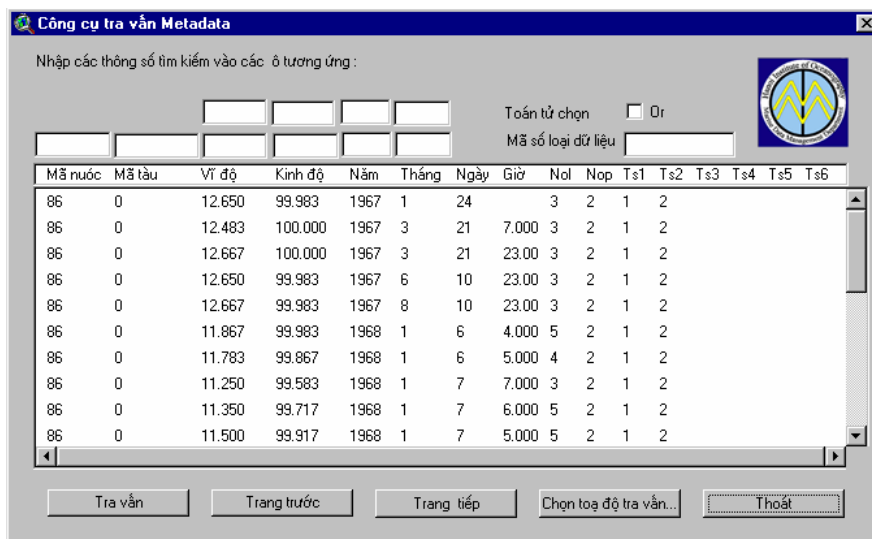 Công cụ tra vấn Metadata
Nhập các thông số tìm kiếm vào các ô tương ứng :
Toán tử chọn Or
Mã số loại dữ liệu
Hanoi Institute of Oceanography
Marine Data Management Department
Mã nuóc Mã tàu Vĩ độ Kinh độ Năm Tháng Ngày Giờ Nol Nop Ts1 Ts2 Ts3 Ts4 Ts5 Ts6
86 0 12.650 99.983 1967 1 24 3 2 1 2
86 0 12.483 100.000 1967 3 21 7.000 3 2 1 2
86 0 12.667 100.000 1967 3 21 23.00 3 2 1 2
86 0 12.650 99.983 1967 6 10 23.00 3 2 1 2
86 0 12.667 99.983 1967 8 10 23.00 3 2 1 2
86 0 11.867 99.983 1968 1 6 4.000 5 2 1 2
86 0 11.783 99.867 1968 1 6 5.000 4 2 1 2
86 0 11.250 99.583 1968 1 7 7.000 3 2 1 2
86 0 11.350 99.717 1968 1 7 6.000 5 2 1 2
86 0 11.500 99.917 1968 1 7 5.000 5 2 1 2
Tra vấn Trang trước Trang tiếp Chọn toạ độ tra vấn... Thoát